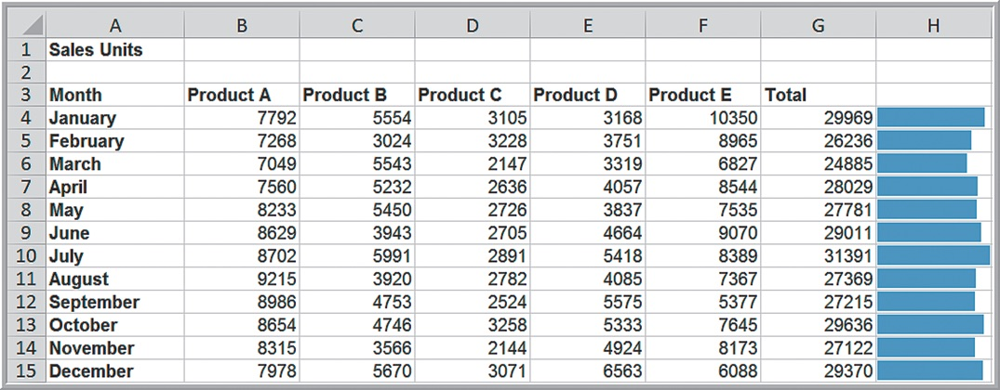 A B C D E F G H
1 Sales Units
2
3 Month Product A Product B Product C Product D Product E Total
4 January 7792 5554 3105 3168 10350 29969
5 February 7268 3024 3228 3751 8965 26236
6 March 7049 5543 2147 3319 6827 24885
7 April 7560 5232 2636 4057 8544 28029
8 May 8233 5450 2726 3837 7535 27781
9 June 8629 3943 2705 4664 9070 29011
10 July 8702 5991 2891 5418 8389 31391
11 August 9215 3920 2782 4085 7367 27369
12 September 8986 4753 2524 5575 5377 27215
13 October 8654 4746 3258 5333 7645 29636
14 November 8315 3566 2144 4924 8173 27122
15 December 7978 5670 3071 6563 6088 29370